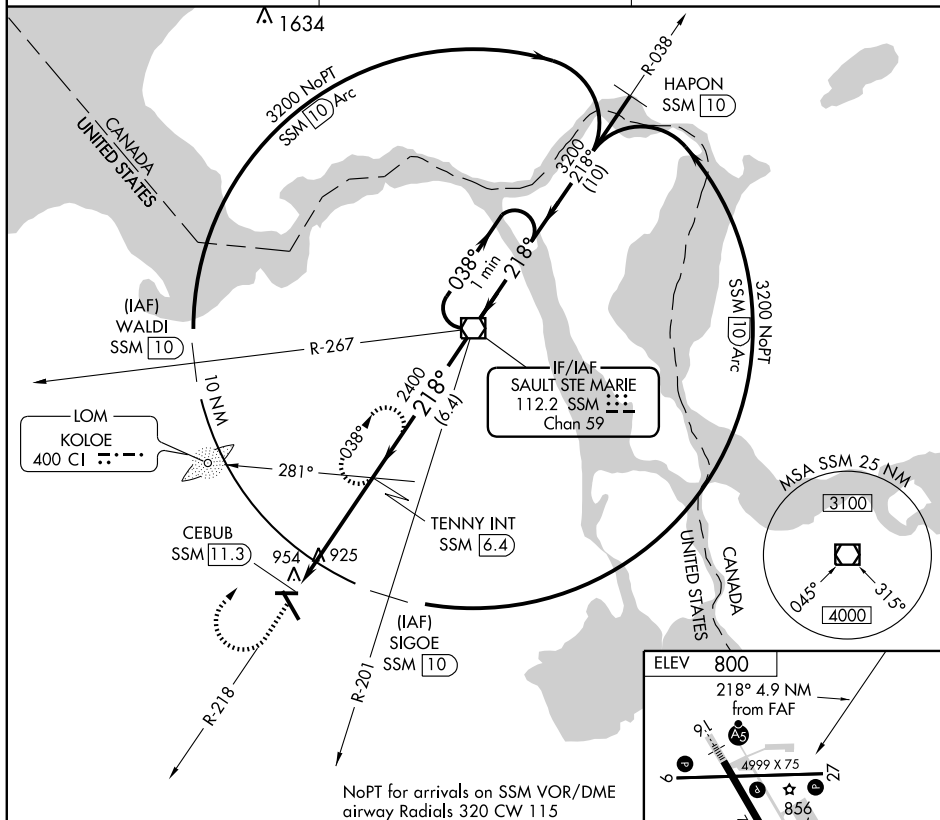 1634
R-038
HAPON
SSM 10
3200 NoPT
SSM 10 Arc
CANADA
UNITED STATES
3200
218°
(10)
038°
1 min
218°
3200 NoPT
SSM 10 Arc
(IAF)
WALDI
SSM 10
R-267
10 NM
IF/IAF
SAULT STE MARIE
112.2 SSM
Chan 59
2400
218°
(6.4)
LOM
KOLOE
400 CI
281°
038°
TENNY INT
SSM 6.4
CEBUB
SSM 11.3
954
925
(IAF)
SIGOE
SSM 10
R-218
R-201
CANADA
UNITED STATES
MSA SSM 25 NM
3100
045°
315°
4000
NoPT for arrivals on SSM VOR/DME
airway Radials 320 CW 115
ELEV 800
218° 4.9 NM
from FAF
16
A5
P
4999 X 75
9
27
P
P
856